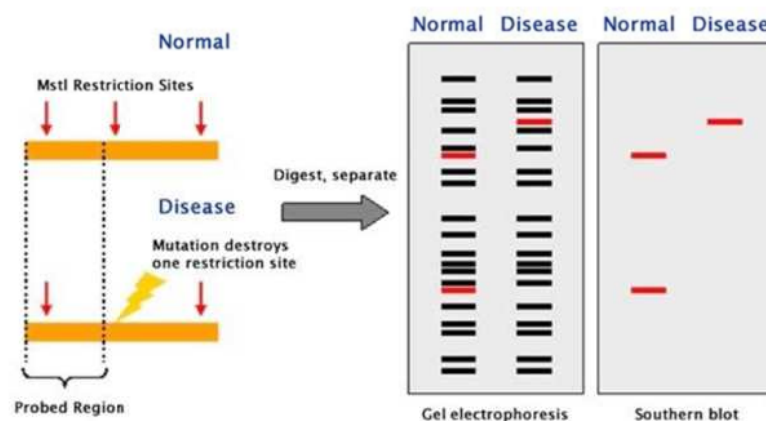 Normal
MstI Restriction Sites
Disease
Mutation destroys
one restriction site
Probed Region
Digest, separate
Normal Disease
Gel electrophoresis
Normal Disease
Southern blot